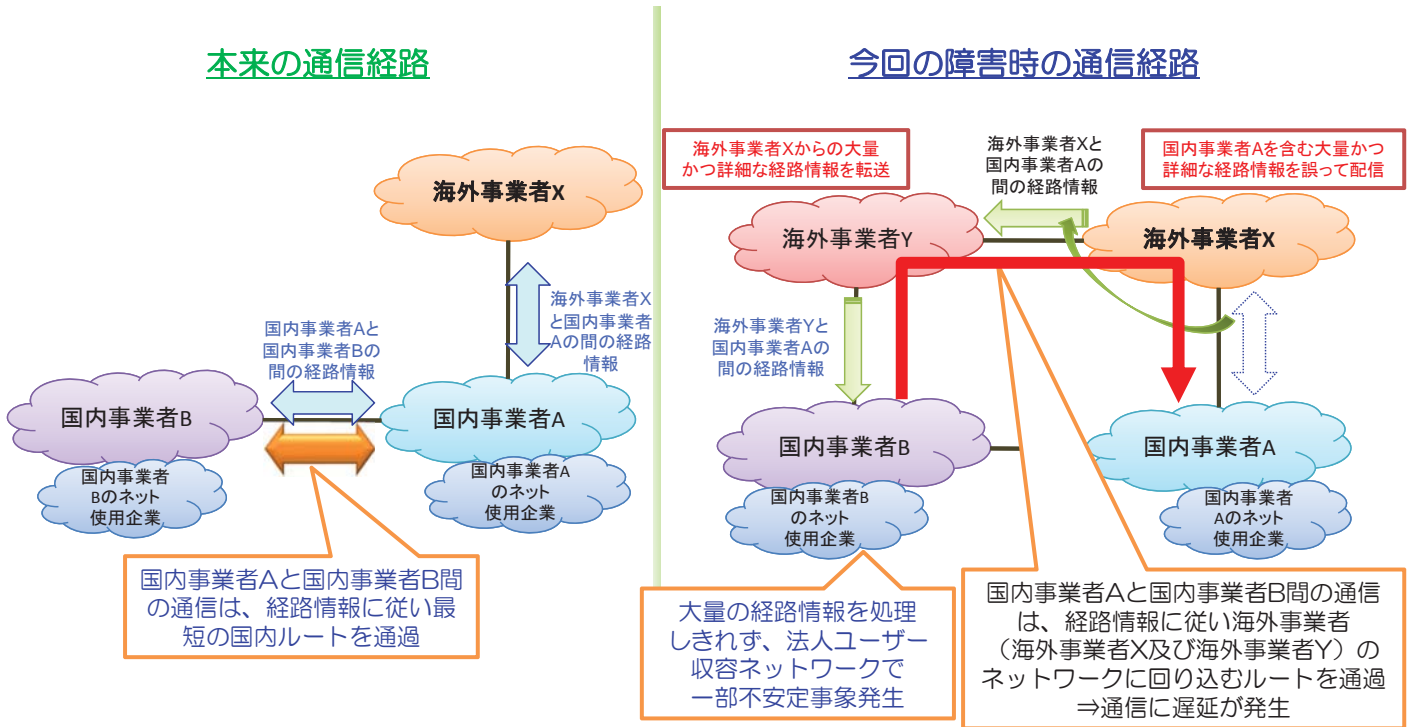 本来の通信経路
海外事業者X
海外事業者X
と国内事業者
Aの間の経路
情報
国内事業者Aと
国内事業者Bの
間の経路情報
国内事業者B
国内事業者A
国内事業者
Bのネット
使用企業
国内事業者A
のネット
使用企業
国内事業者Aと国内事業者B間
の通信は、経路情報に従い最
短の国内ルートを通過
今回の障害時の通信経路
海外事業者Xからの大量
かつ詳細な経路情報を転送
海外事業者Xと
国内事業者Aの
間の経路情報
国内事業者Aを含む大量かつ
詳細な経路情報を誤って配信
海外事業者Y
海外事業者X
海外事業者Yと
国内事業者Aの
間の経路情報
国内事業者B
国内事業者A
国内事業者B
のネット
使用企業
国内事業者
Aのネット
使用企業
大量の経路情報を処理
しきれず、法人ユーザー
収容ネットワークで
一部不安定事象発生
国内事業者Aと国内事業者B間の通信
は、経路情報に従い海外事業者
（海外事業者X及び海外事業者Y）の
ネットワークに回り込むルートを通過
⇒通信に遅延が発生